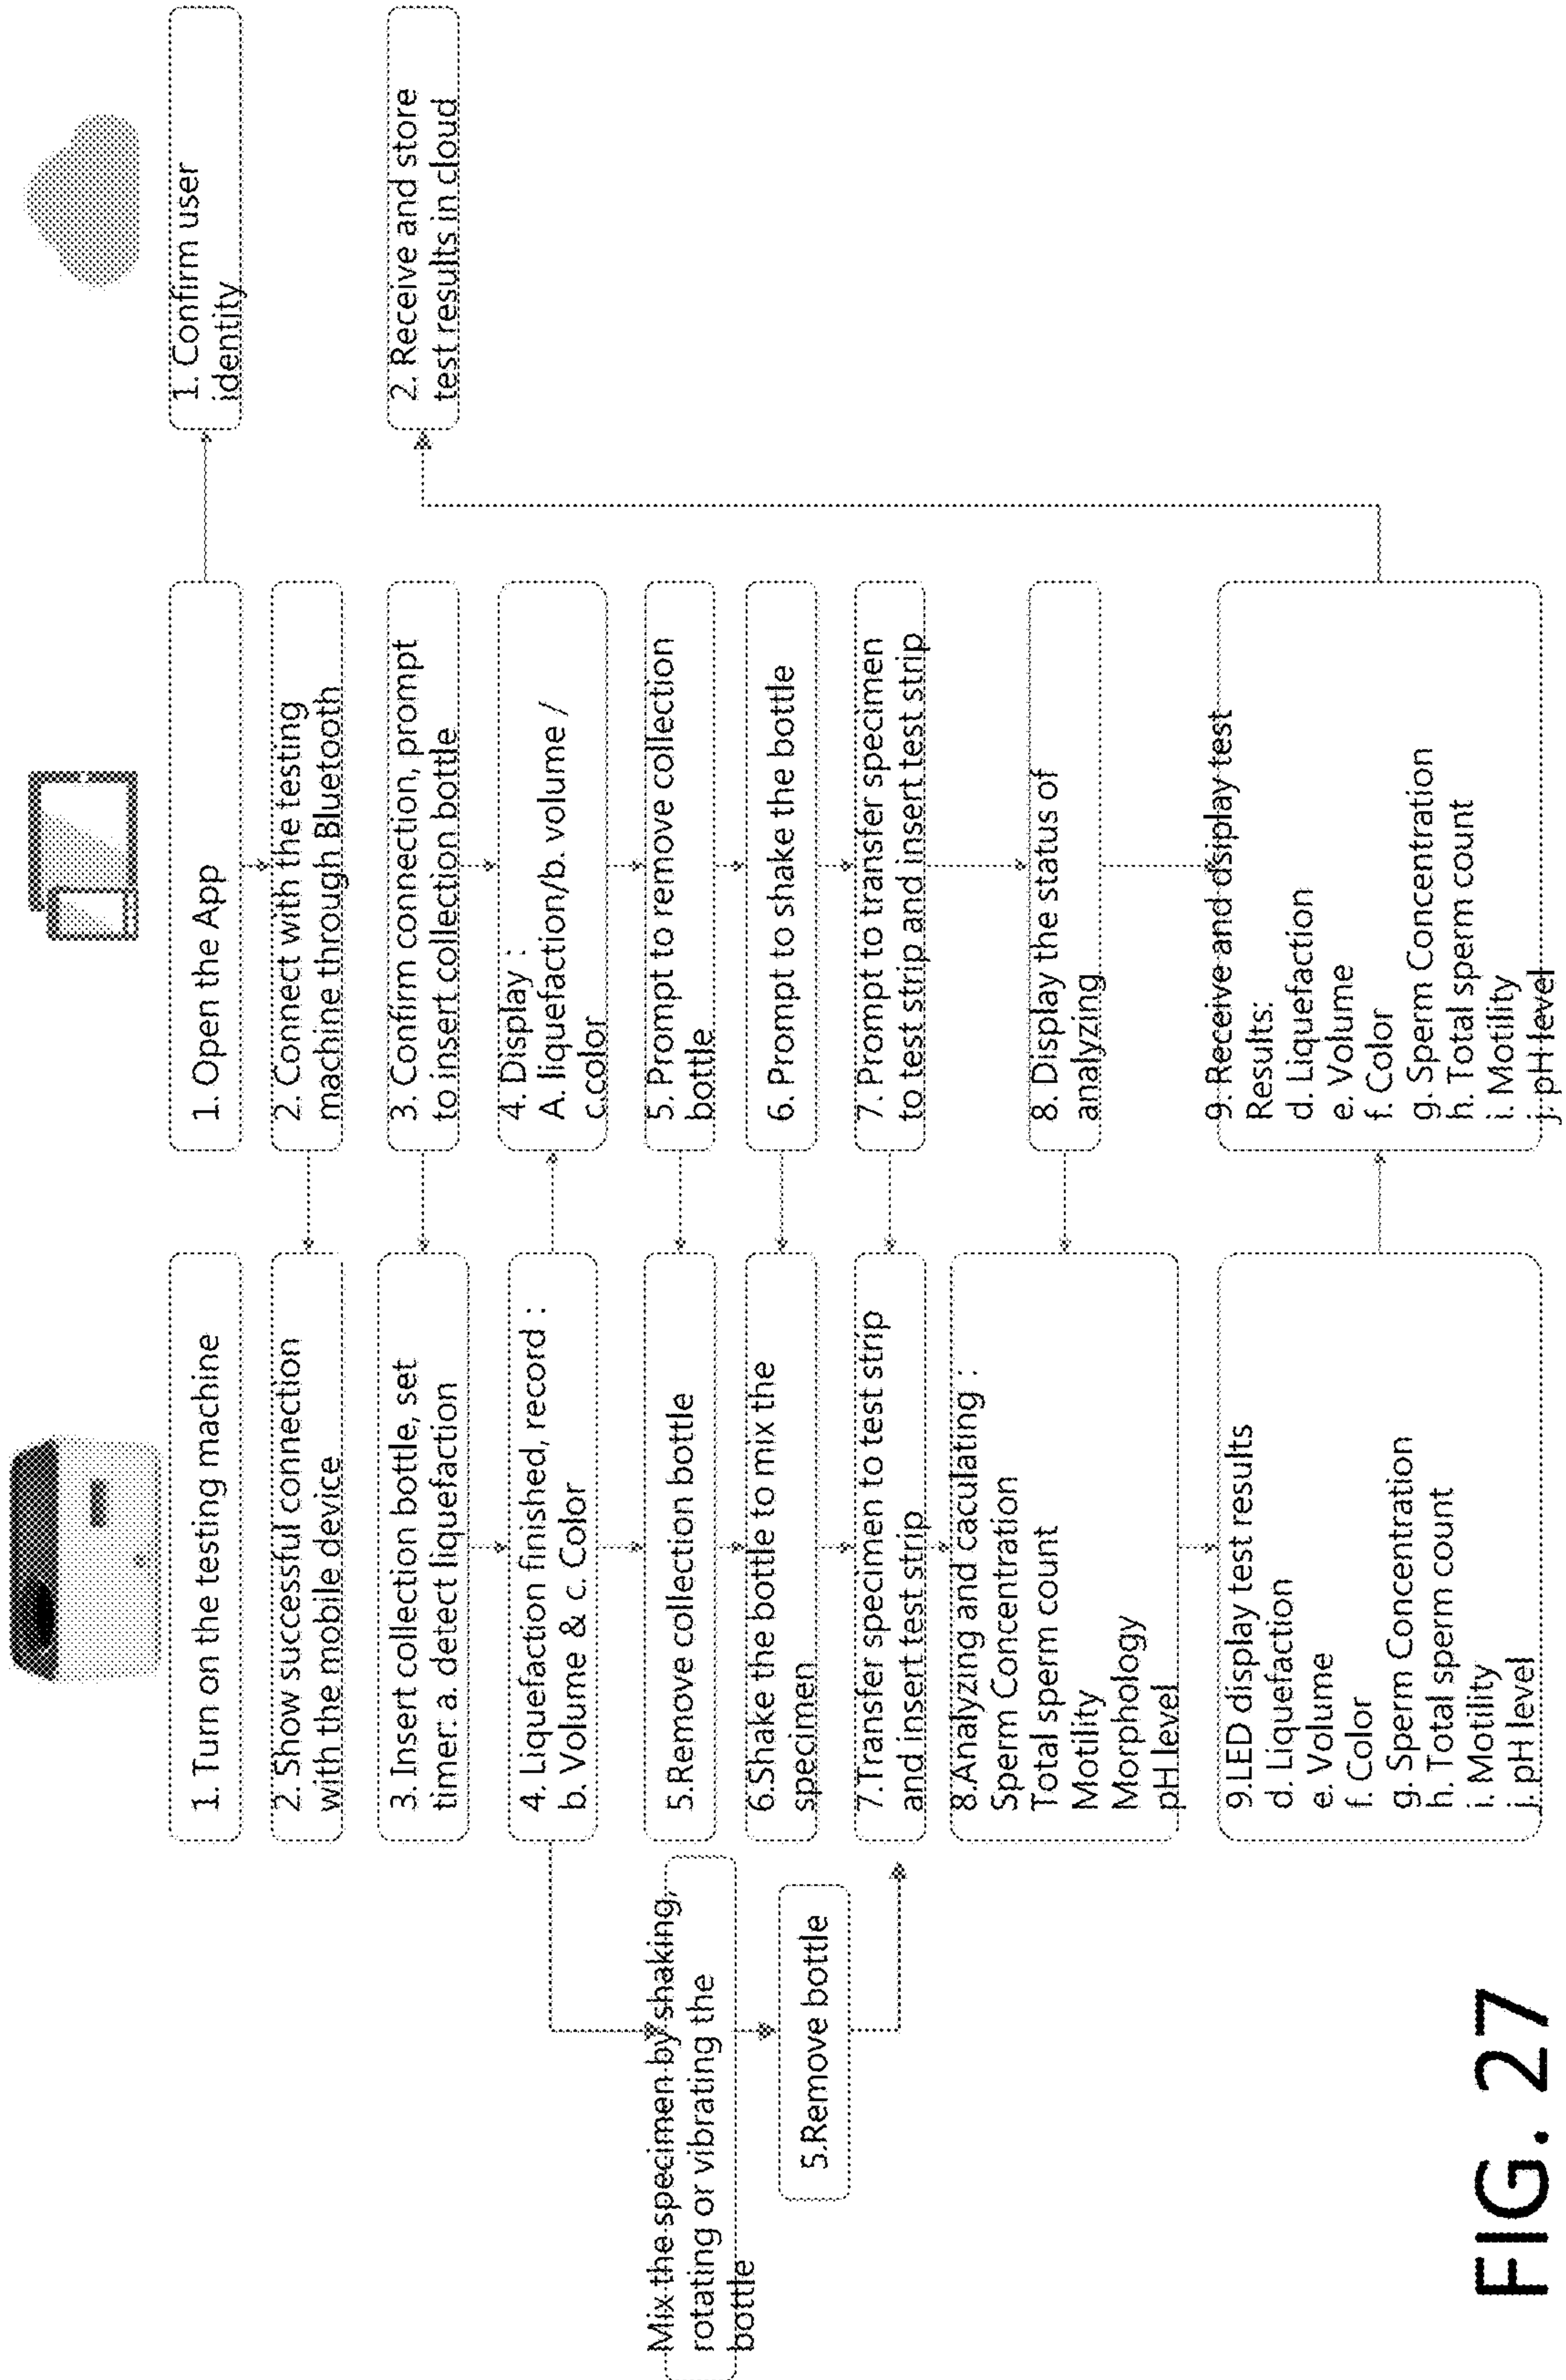 1. Turn on the testing machine
2. Show successful connection
with the mobile device
3. Insert collection bottle, set
timer: a. detect liquefaction
4. Liquefaction finished, record :
b. Volume & c. Color
5.Remove collection bottle
6.Shake the bottle to mix the
specimen
7.Transfer specimen to test strip
and insert test strip
8.Analyzing and caculating :
Sperm Concentration
Total sperm count
Motility
Morphology
pH level
9.LED display test results
d. Liquefaction
e. Volume
f. Color
g. Sperm Concentration
h. Total sperm count
i. Motility
j. pH level
Mix the specimen by shaking,
rotating or vibrating the
bottle
5.Remove bottle
1. Open the App
2. Connect with the testing
machine through Bluetooth
3. Confirm connection, prompt
to insert collection bottle
4. Display :
A. liquefaction/b. volume /
c.color
5. Prompt to remove collection
bottle
6. Prompt to shake the bottle
7. Prompt to transfer specimen
to test strip and insert test strip
8. Display the status of
analyzing
9. Receive and dsiplay test
Results:
d. Liquefaction
e. Volume
f. Color
g. Sperm Concentration
h. Total sperm count
i. Motility
j. pH level
1. Confirm user
identity
2. Receive and store
test results in cloud
FIG. 27